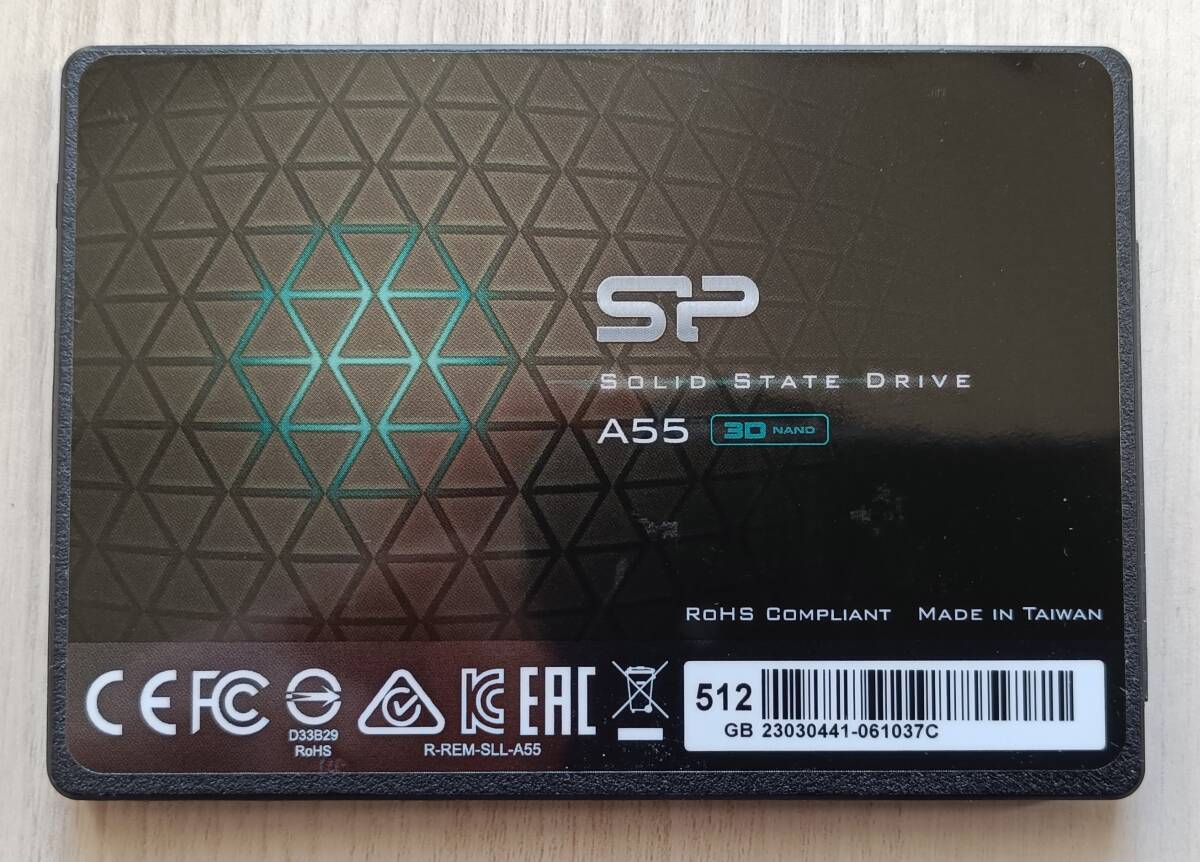 SP
SOLID STATE DRIVE
A55 3D NAND
ROHS COMPLIANT MADE IN TAIWAN
CE FC D33B29 RoHS R-REM-SLL-A55 EAC
512
GB 23030441-061037C